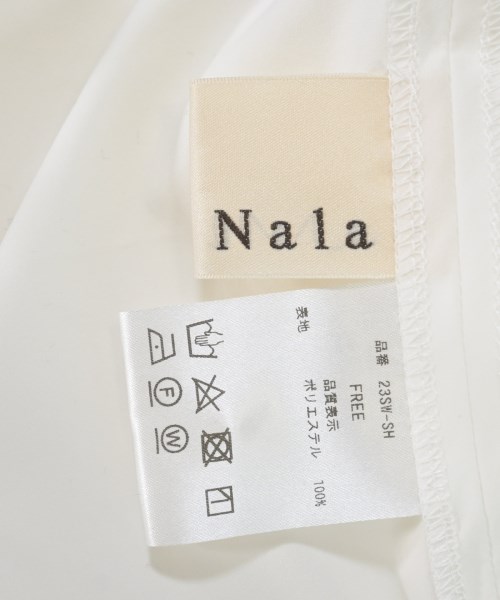 Nala
品番 23SW-SH
FREE
品質表示
表地 ポリエステル 100%
F
W